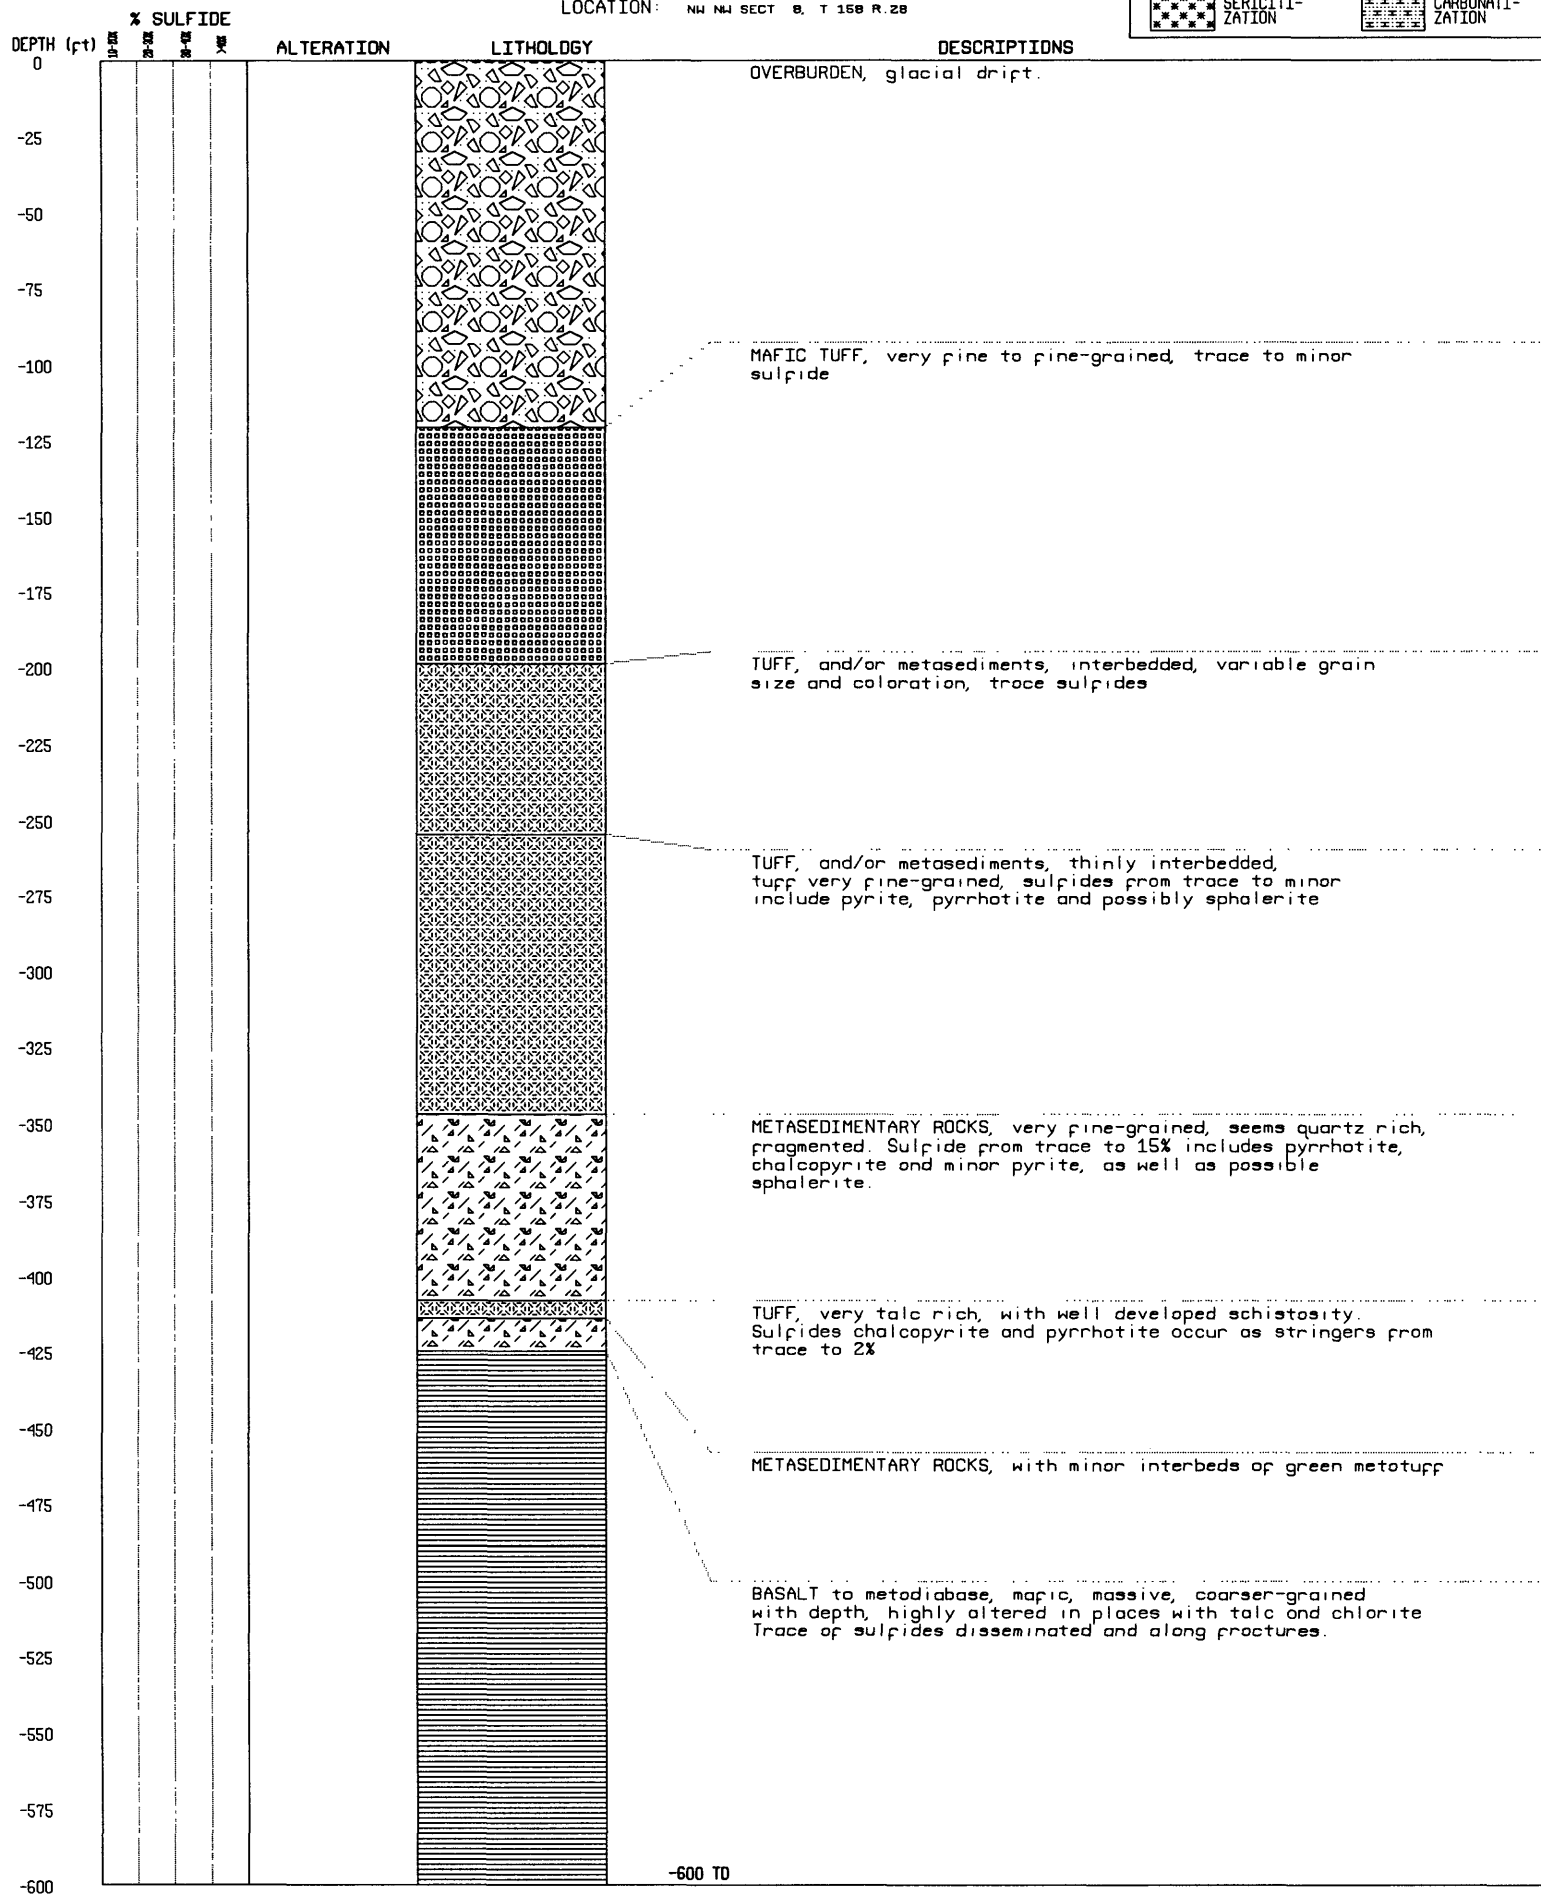 LOCATION: NW NW SECT 8, T 158 R.28
SERICITI-
ZATION
CARBONATI-
ZATION
% SULFIDE
DEPTH (ft)
ALTERATION
LITHOLOGY
DESCRIPTIONS
0
OVERBURDEN, glacial drift.
-25
-50
-75
-100
MAFIC TUFF, very fine to fine-grained, trace to minor
sulfide
-125
-150
-175
-200
TUFF, and/or metasediments, interbedded, variable grain
size and coloration, troce sulfides
-225
-250
TUFF, and/or metasediments, thinly interbedded,
tuff very fine-grained, sulfides from trace to minor
include pyrite, pyrrhotite and possibly sphalerite
-275
-300
-325
-350
METASEDIMENTARY ROCKS, very fine-grained, seems quartz rich,
fragmented. Sulfide from trace to 15% includes pyrrhotite,
chalcopyrite ond minor pyrite, as well as possible
sphalerite.
-375
-400
TUFF, very talc rich, with well developed schistosity.
Sulfides chalcopyrite and pyrrhotite occur as stringers from
trace to 2%
-425
-450
METASEDIMENTARY ROCKS, with minor interbeds of green metotuff
-475
-500
BASALT to metodiabase, mafic, massive, coarser-grained
with depth, highly altered in places with talc ond chlorite
Trace of sulfides disseminated and along froctures.
-525
-550
-575
-600 TD
-600